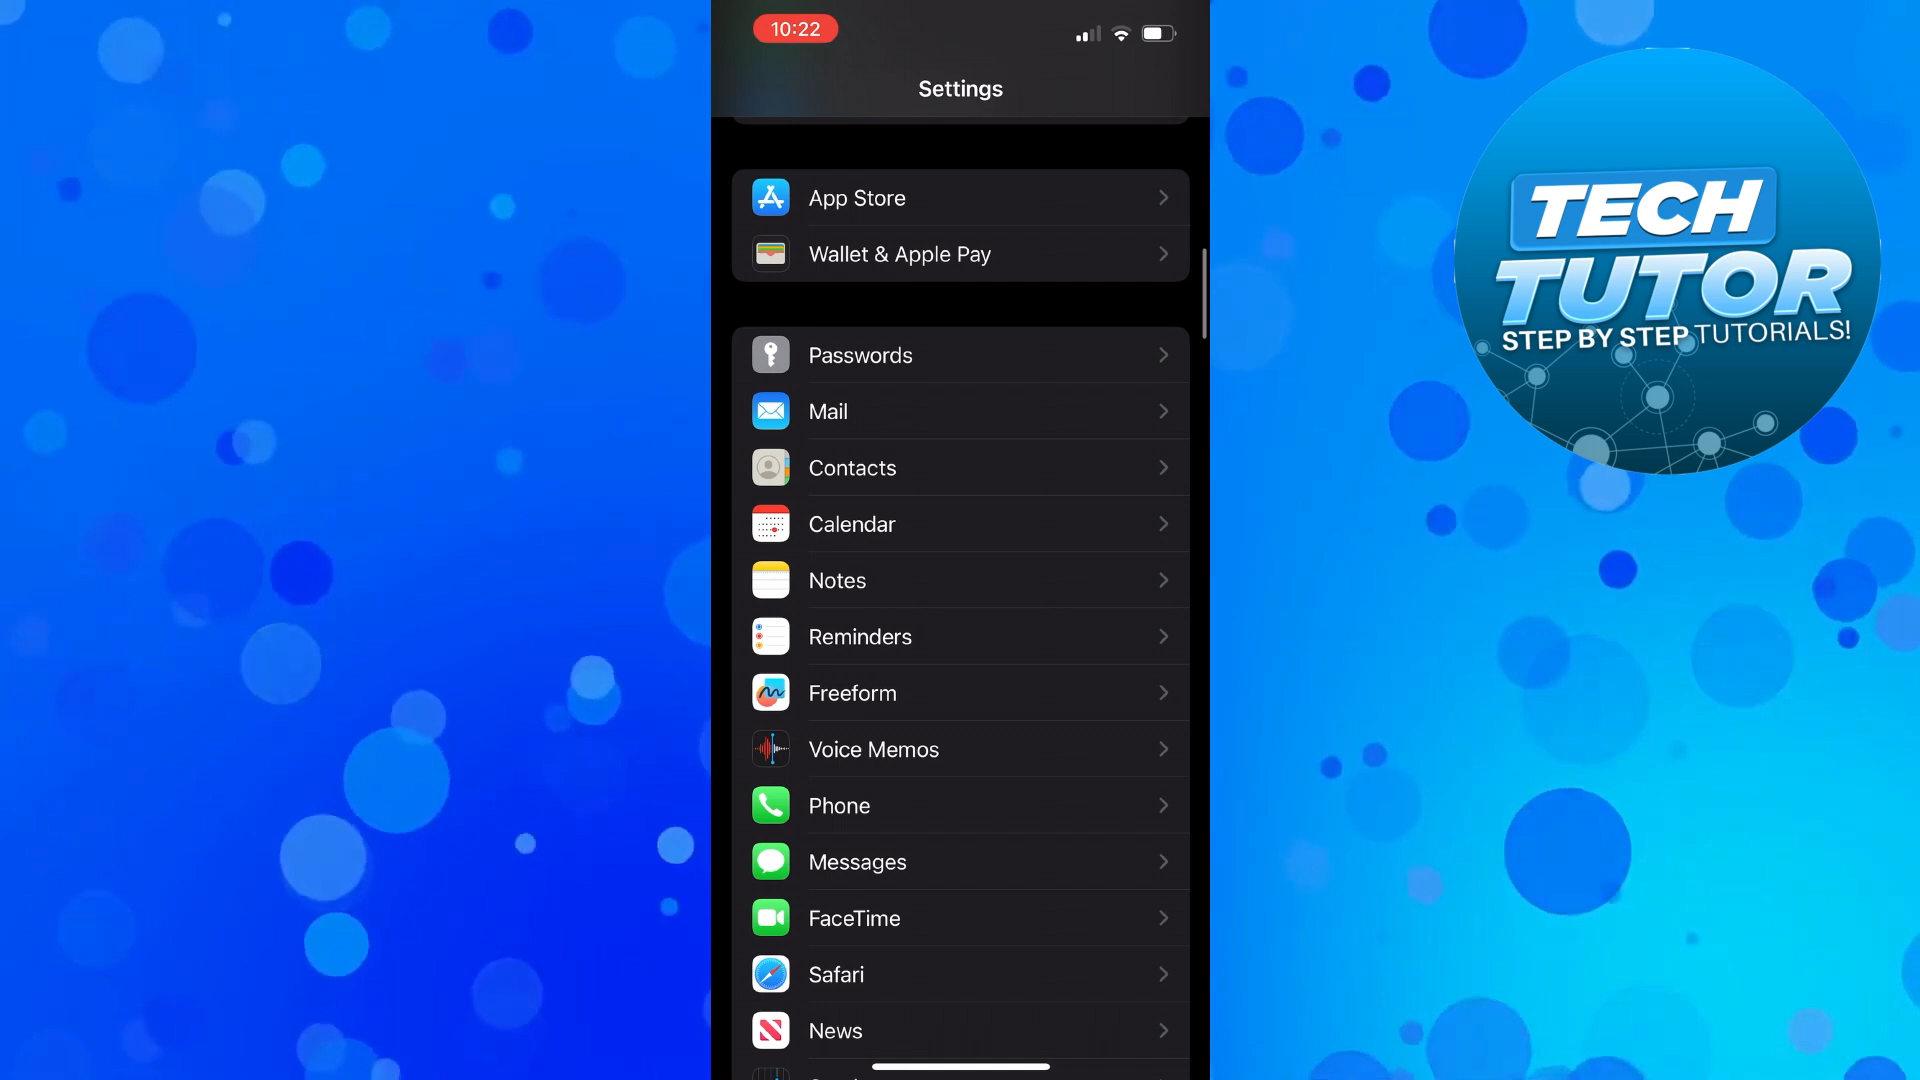 10:22
Settings
App Store
Wallet & Apple Pay
Passwords
Mail
Contacts
Calendar
Notes
Reminders
Freeform
Voice Memos
Phone
Messages
FaceTime
Safari
News
TECH
TUTOR
STEP BY STEP TUTORIALS!